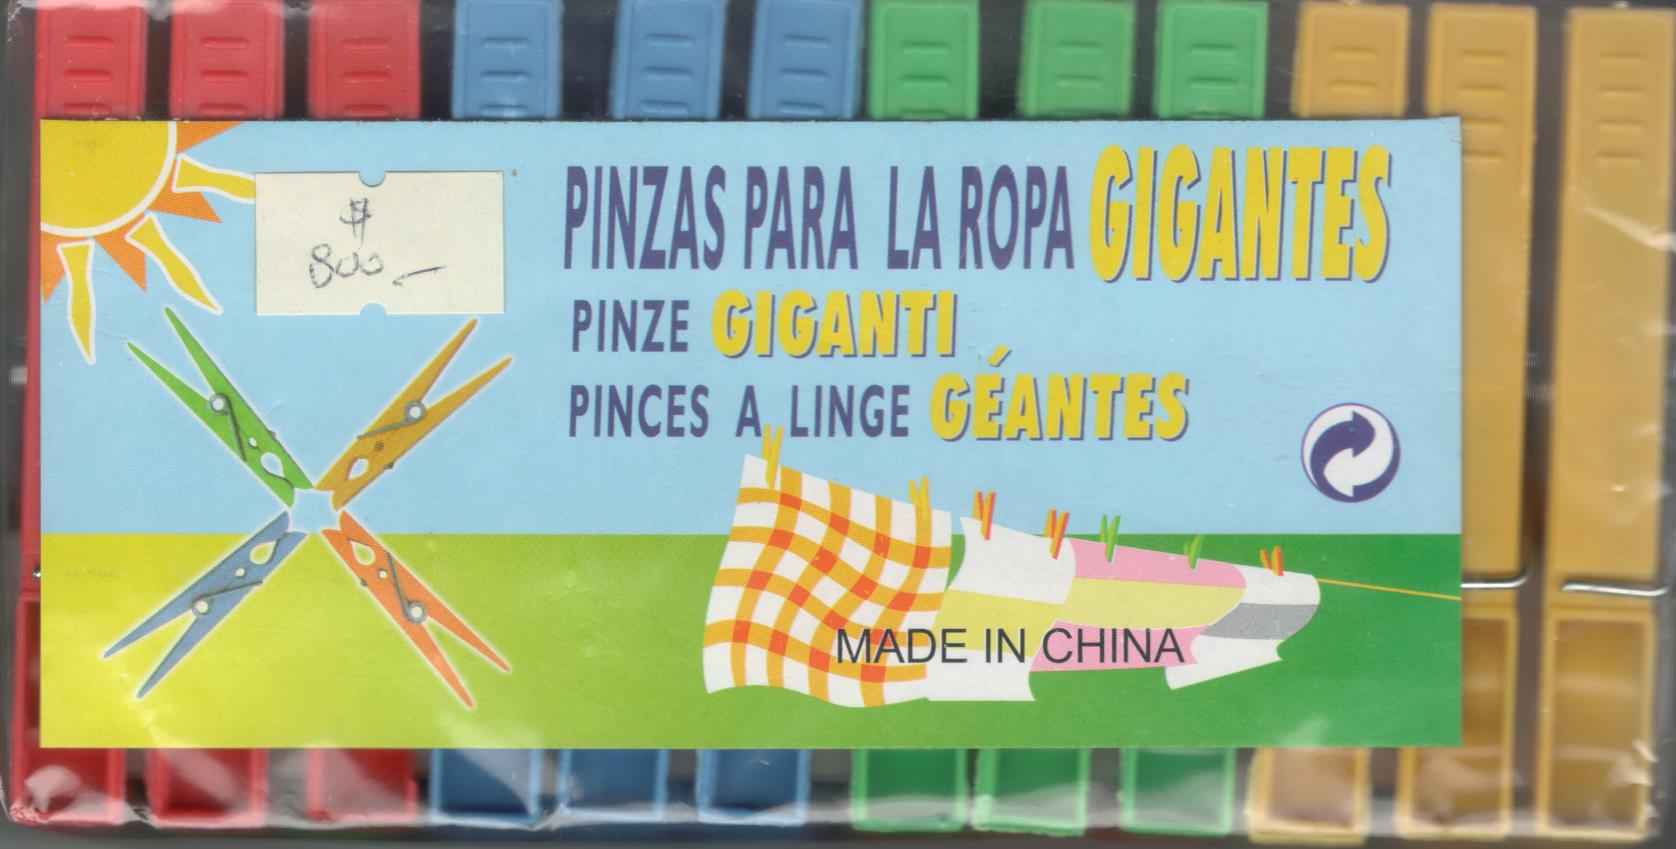 $
800 -
PINZAS PARA LA ROPA GIGANTES
PINZE GIGANTI
PINCES A LINGE GÉANTES
MADE IN CHINA